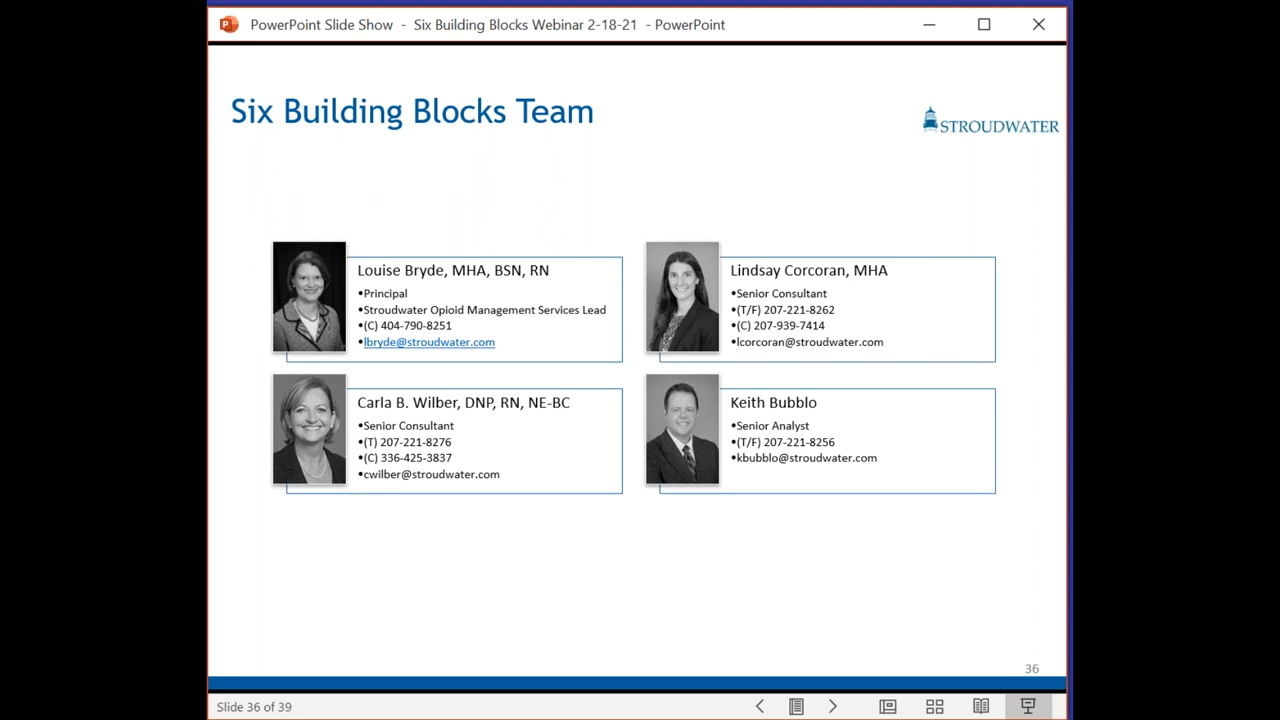 PowerPoint Slide Show - Six Building Blocks Webinar 2-18-21 - PowerPoint
Six Building Blocks Team
STROUDWATER
Louise Bryde, MHA, BSN, RN
•Principal
•Stroudwater Opioid Management Services Lead
•(C) 404-790-8251
•lbryde@stroudwater.com
Lindsay Corcoran, MHA
•Senior Consultant
•(T/F) 207-221-8262
•(C) 207-939-7414
•lcorcoran@stroudwater.com
Carla B. Wilber, DNP, RN, NE-BC
•Senior Consultant
•(T) 207-221-8276
•(C) 336-425-3837
•cwilber@stroudwater.com
Keith Bubblo
•Senior Analyst
•(T/F) 207-221-8256
•kbubblo@stroudwater.com
36
Slide 36 of 39